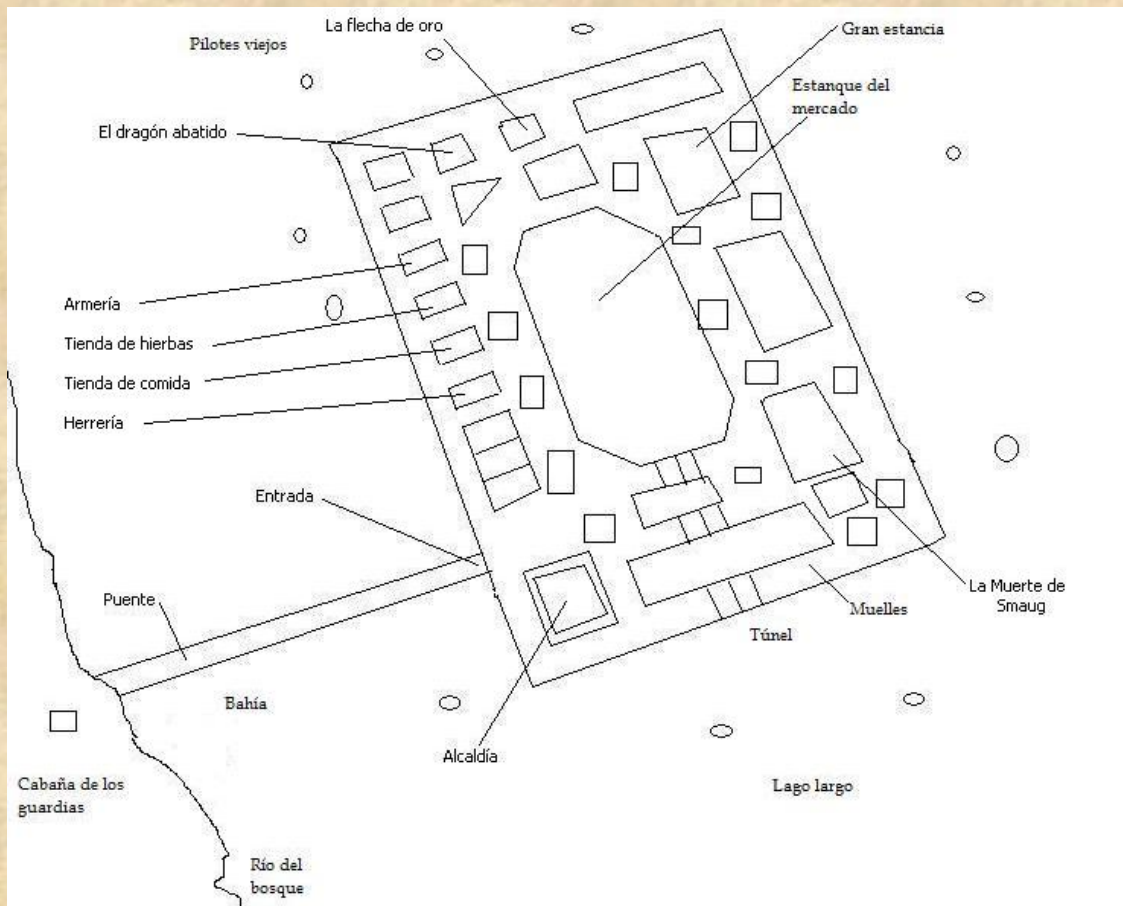 La flecha de oro
Pilotes viejos
Gran estancia
Estanque del
mercado
El dragón abatido
Armería
Tienda de hierbas
Tienda de comida
Herrería
Entrada
Puente
La Muerte de
Smaug
Muelles
Túnel
Bahía
Alcaldía
Cabaña de los
guardias
Lago largo
Río del
bosque